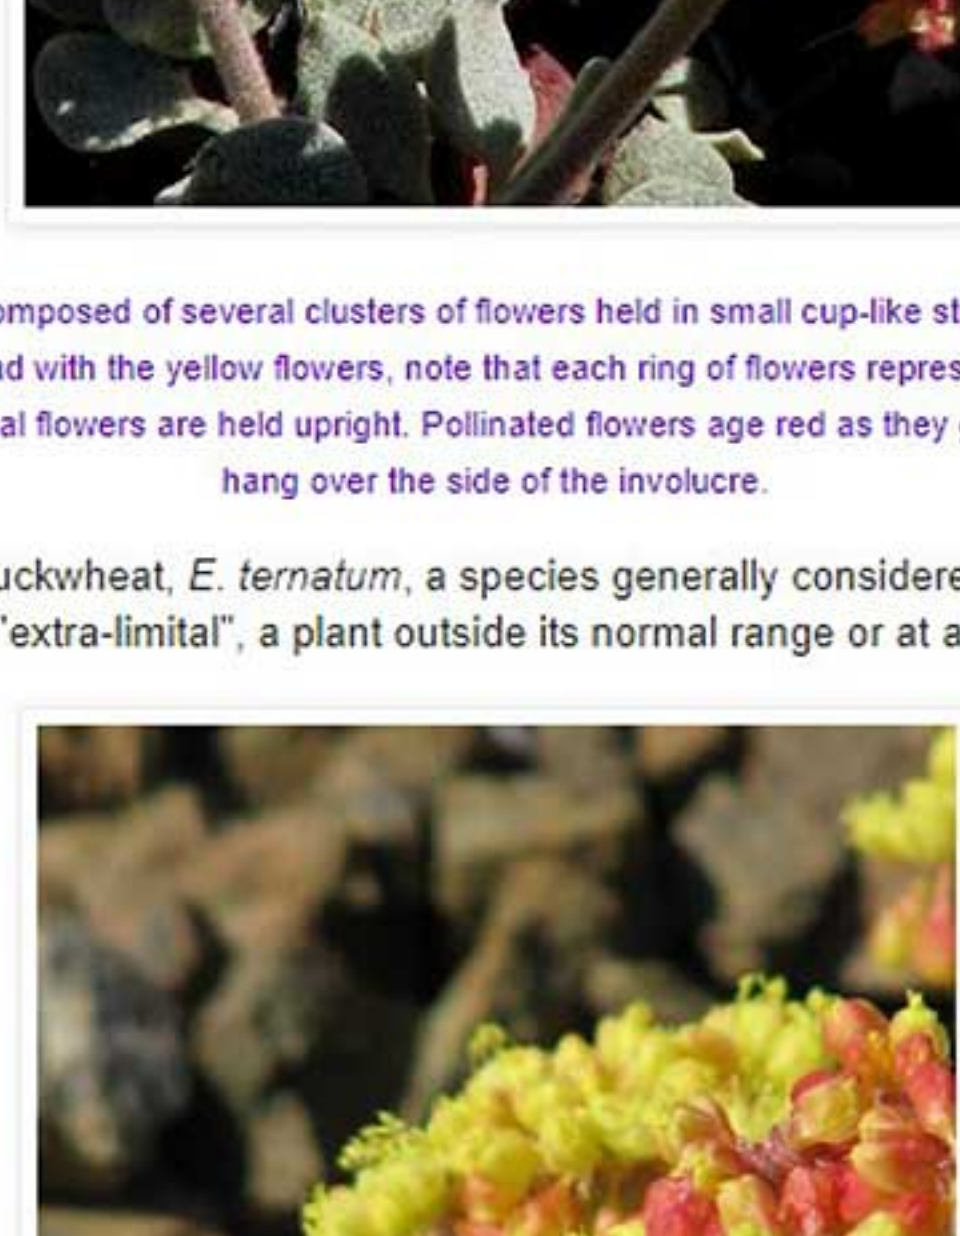 omposed of several clusters of flowers held in small cup-like st
nd with the yellow flowers, note that each ring of flowers repres
al flowers are held upright. Pollinated flowers age red as they
hang over the side of the involucre.
uckwheat, E. ternatum, a species generally considere
"extra-limital", a plant outside its normal range or at a